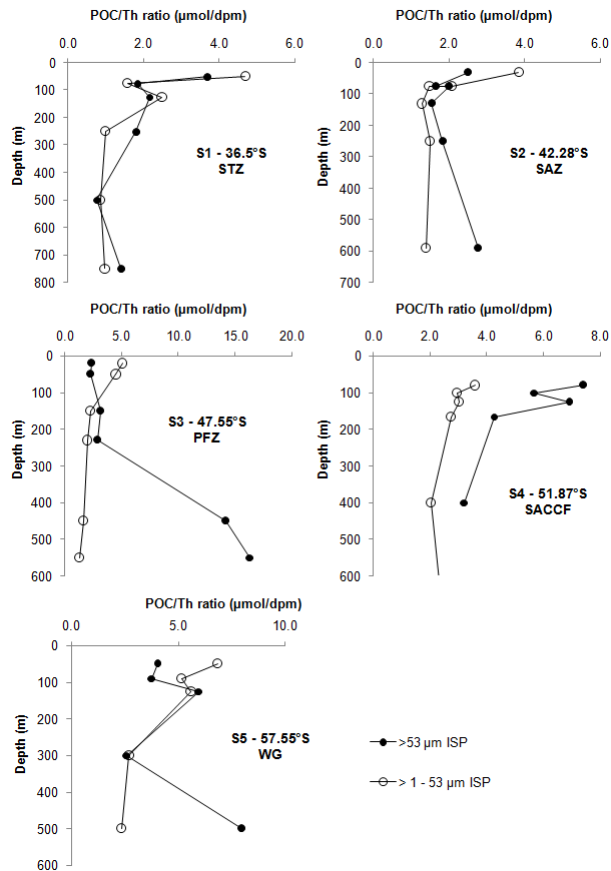 POC/Th ratio (µmol/dpm)
0.0 2.0 4.0 6.0
0
100
200
300
400
500
600
700
800
Depth (m)
S1 - 36.5°S
STZ
POC/Th ratio (µmol/dpm)
0.0 2.0 4.0 6.0
0
100
200
300
400
500
600
700
Depth (m)
S2 - 42.28°S
SAZ
POC/Th ratio (µmol/dpm)
0.0 5.0 10.0 15.0 20.0
0
100
200
300
400
500
600
Depth (m)
S3 - 47.55°S
PFZ
POC/Th ratio (µmol/dpm)
0.0 2.0 4.0 6.0 8.0
0
100
200
300
400
500
600
Depth (m)
S4 - 51.87°S
SACCF
POC/Th ratio (µmol/dpm)
0.0 5.0 10.0
0
100
200
300
400
500
600
Depth (m)
S5 - 57.55°S
WG
>53 µm ISP
> 1 - 53 µm ISP